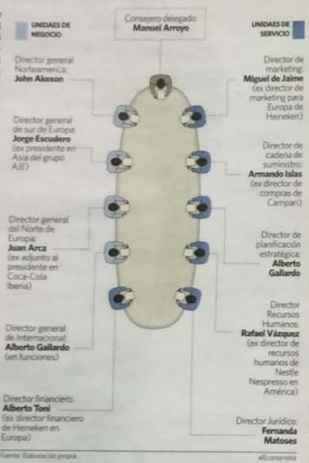 UNIDAES DE
NEGOCIO
Consejero delegado:
Manuel Arroyo
UNIDAES DE
SERVICIO
Director general
Norteamerica:
John Akeson
Director general
de sur de Europa:
Jorge Escudero
(ex presidente en
Asia del grupo
AJE)
Director general
del Norte de
Europa:
Juan Arca
(ex adjunto al
presidente en
Coca-Cola
Iberia)
Director general
de Internacional:
Alberto Gallardo
(en funciones)
Director financiero:
Alberto Toni
(ex director financiero
de Heineken en
Europa)
Director de
marketing:
Miguel de Jaime
(ex director de
marketing para
Europa de
Heineken)
Director de
cadena de
suministro:
Armando Islas
(ex director de
compras de
Campari)
Director de
planificación
estratégica:
Alberto
Gallardo
Director
Recursos
Humanos:
Rafael Vázquez
(ex director de
recursos
humanos de
Nestle
Nespresso en
América)
Director Jurídico:
Fernanda
Matoses
Fuente: Elaboración propia.
elEconomista